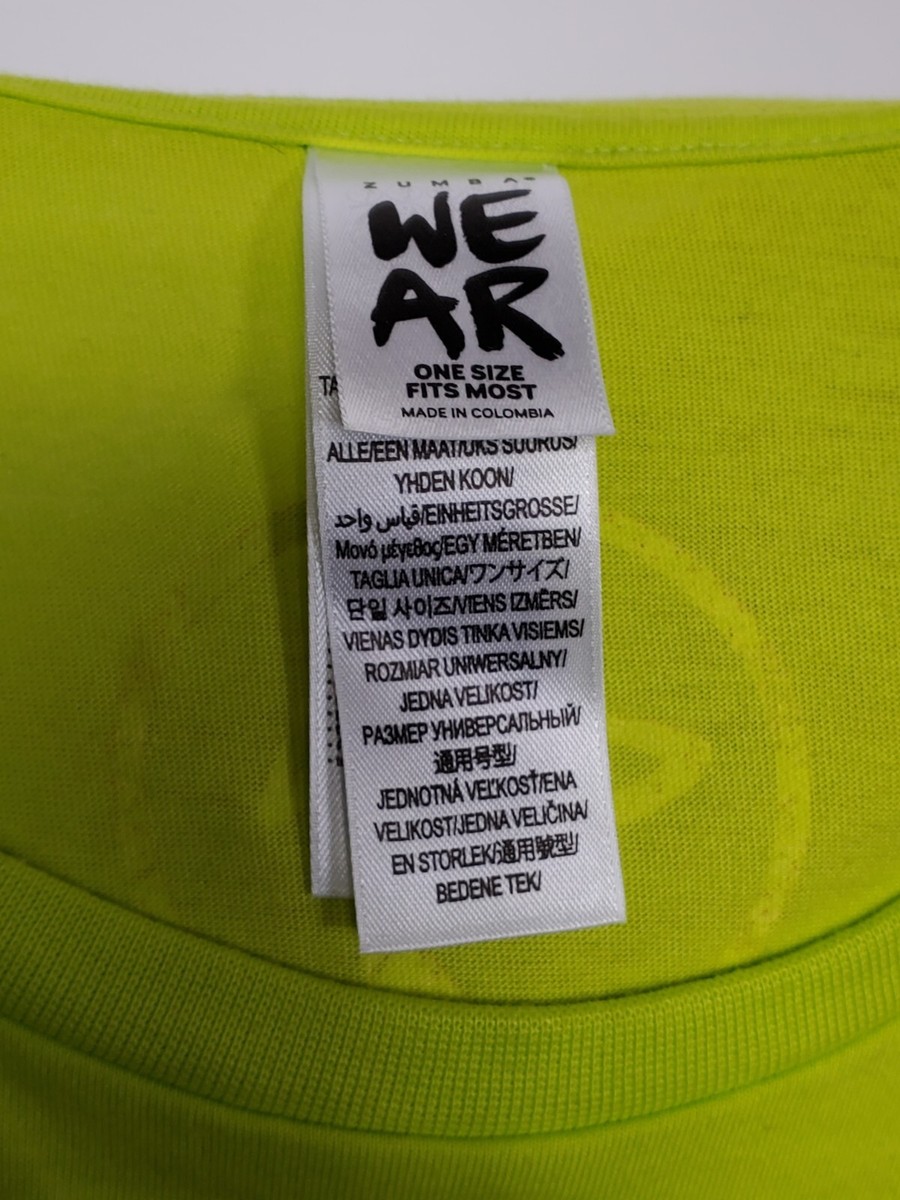 ZUMBA
WE
AR
ONE SIZE
FITS MOST
MADE IN COLOMBIA
TA
ALLE/EEN MAAT/ÜKS SUURUS/
YHDEN KOON/
قياس واحد/EINHEITSGROSSE/
Μονό μέγεθος/EGY MÉRETBEN/
TAGLIA UNICA/ワンサイズ/
단일 사이즈/VIENS IZMĒRS/
VIENAS DYDIS TINKA VISIEMS/
ROZMIAR UNIWERSALNY/
JEDNA VELIKOST/
РАЗМЕР УНИВЕРСАЛЬНЫЙ/
通用号型/
JEDNOTNÁ VEĽKOSŤ/ENA
VELIKOST/JEDNA VELIČINA/
EN STORLEK/通用號型/
BEDENE TEK/